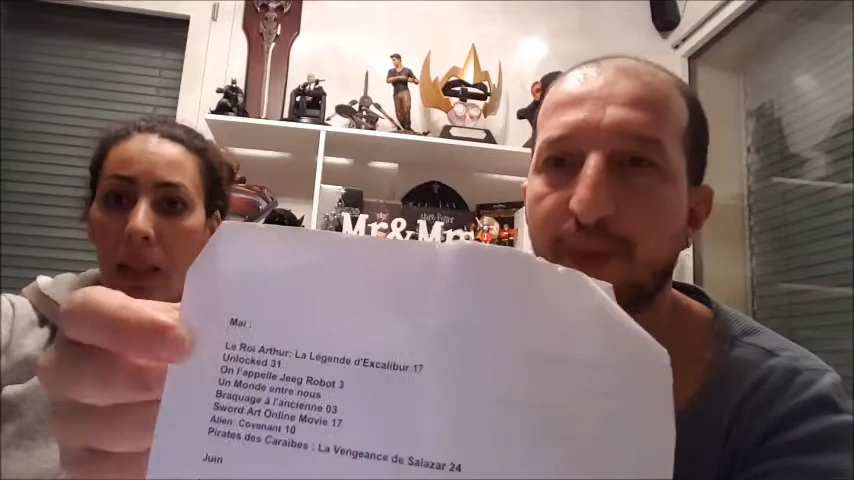 Mr&Mrs
Mai :
Le Roi Arthur: La Légende d'Excalibur 17
Unlocked 31
On l'appelle Jeeg Robot 3
Un Monde entre nous
Braquage à l'ancienne 03
Sword Art Online Movie 17
Alien: Covenant 10
Pirates des Caraïbes : La Vengeance de Salazar 24
Juin